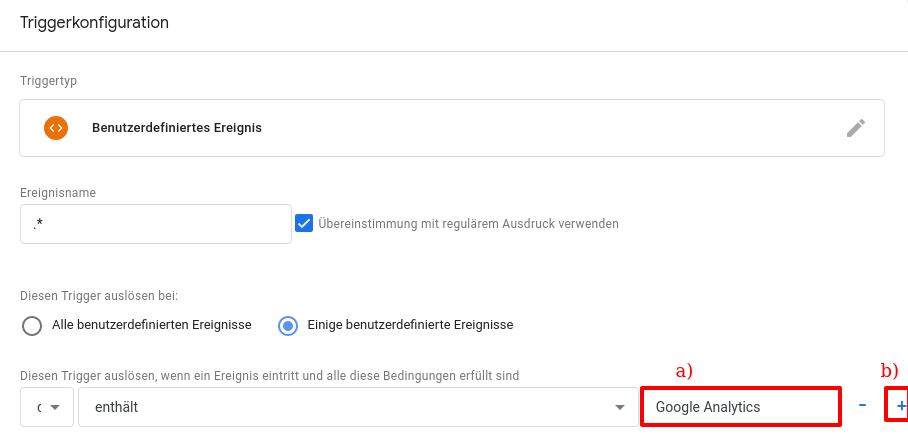 Triggerkonfiguration
Triggertyp
Benutzerdefiniertes Ereignis
Ereignisname
.*
Übereinstimmung mit regulärem Ausdruck verwenden
Diesen Trigger auslösen bei:
Alle benutzerdefinierten Ereignisse
Einige benutzerdefinierte Ereignisse
Diesen Trigger auslösen, wenn ein Ereignis eintritt und alle diese Bedingungen erfüllt sind
a)
b)
enthält
Google Analytics
-
+